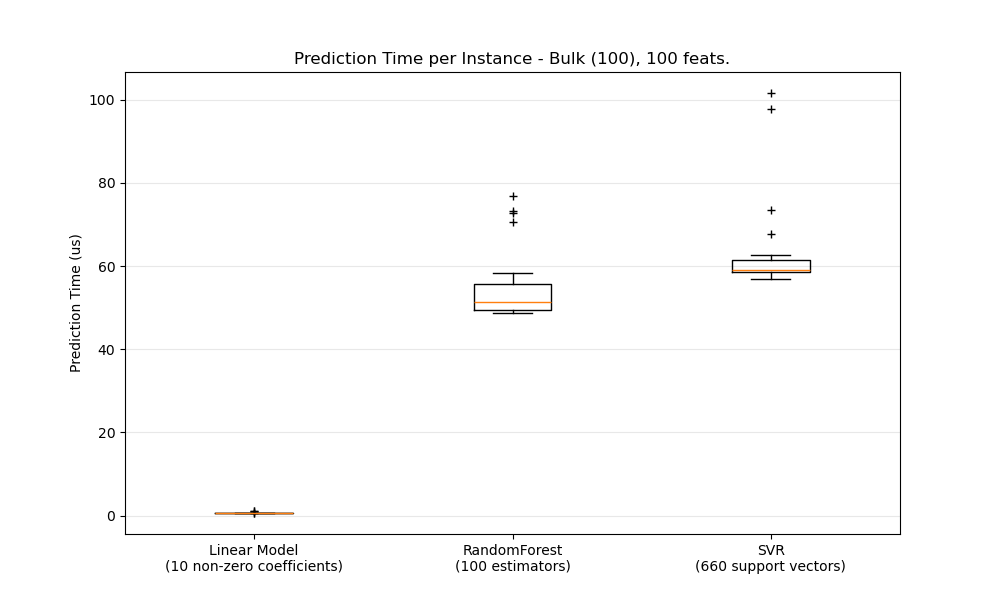 Prediction Time per Instance - Bulk (100), 100 feats.
100
80
60
40
20
0
Prediction Time (us)
Linear Model
(10 non-zero coefficients)
RandomForest
(100 estimators)
SVR
(660 support vectors)